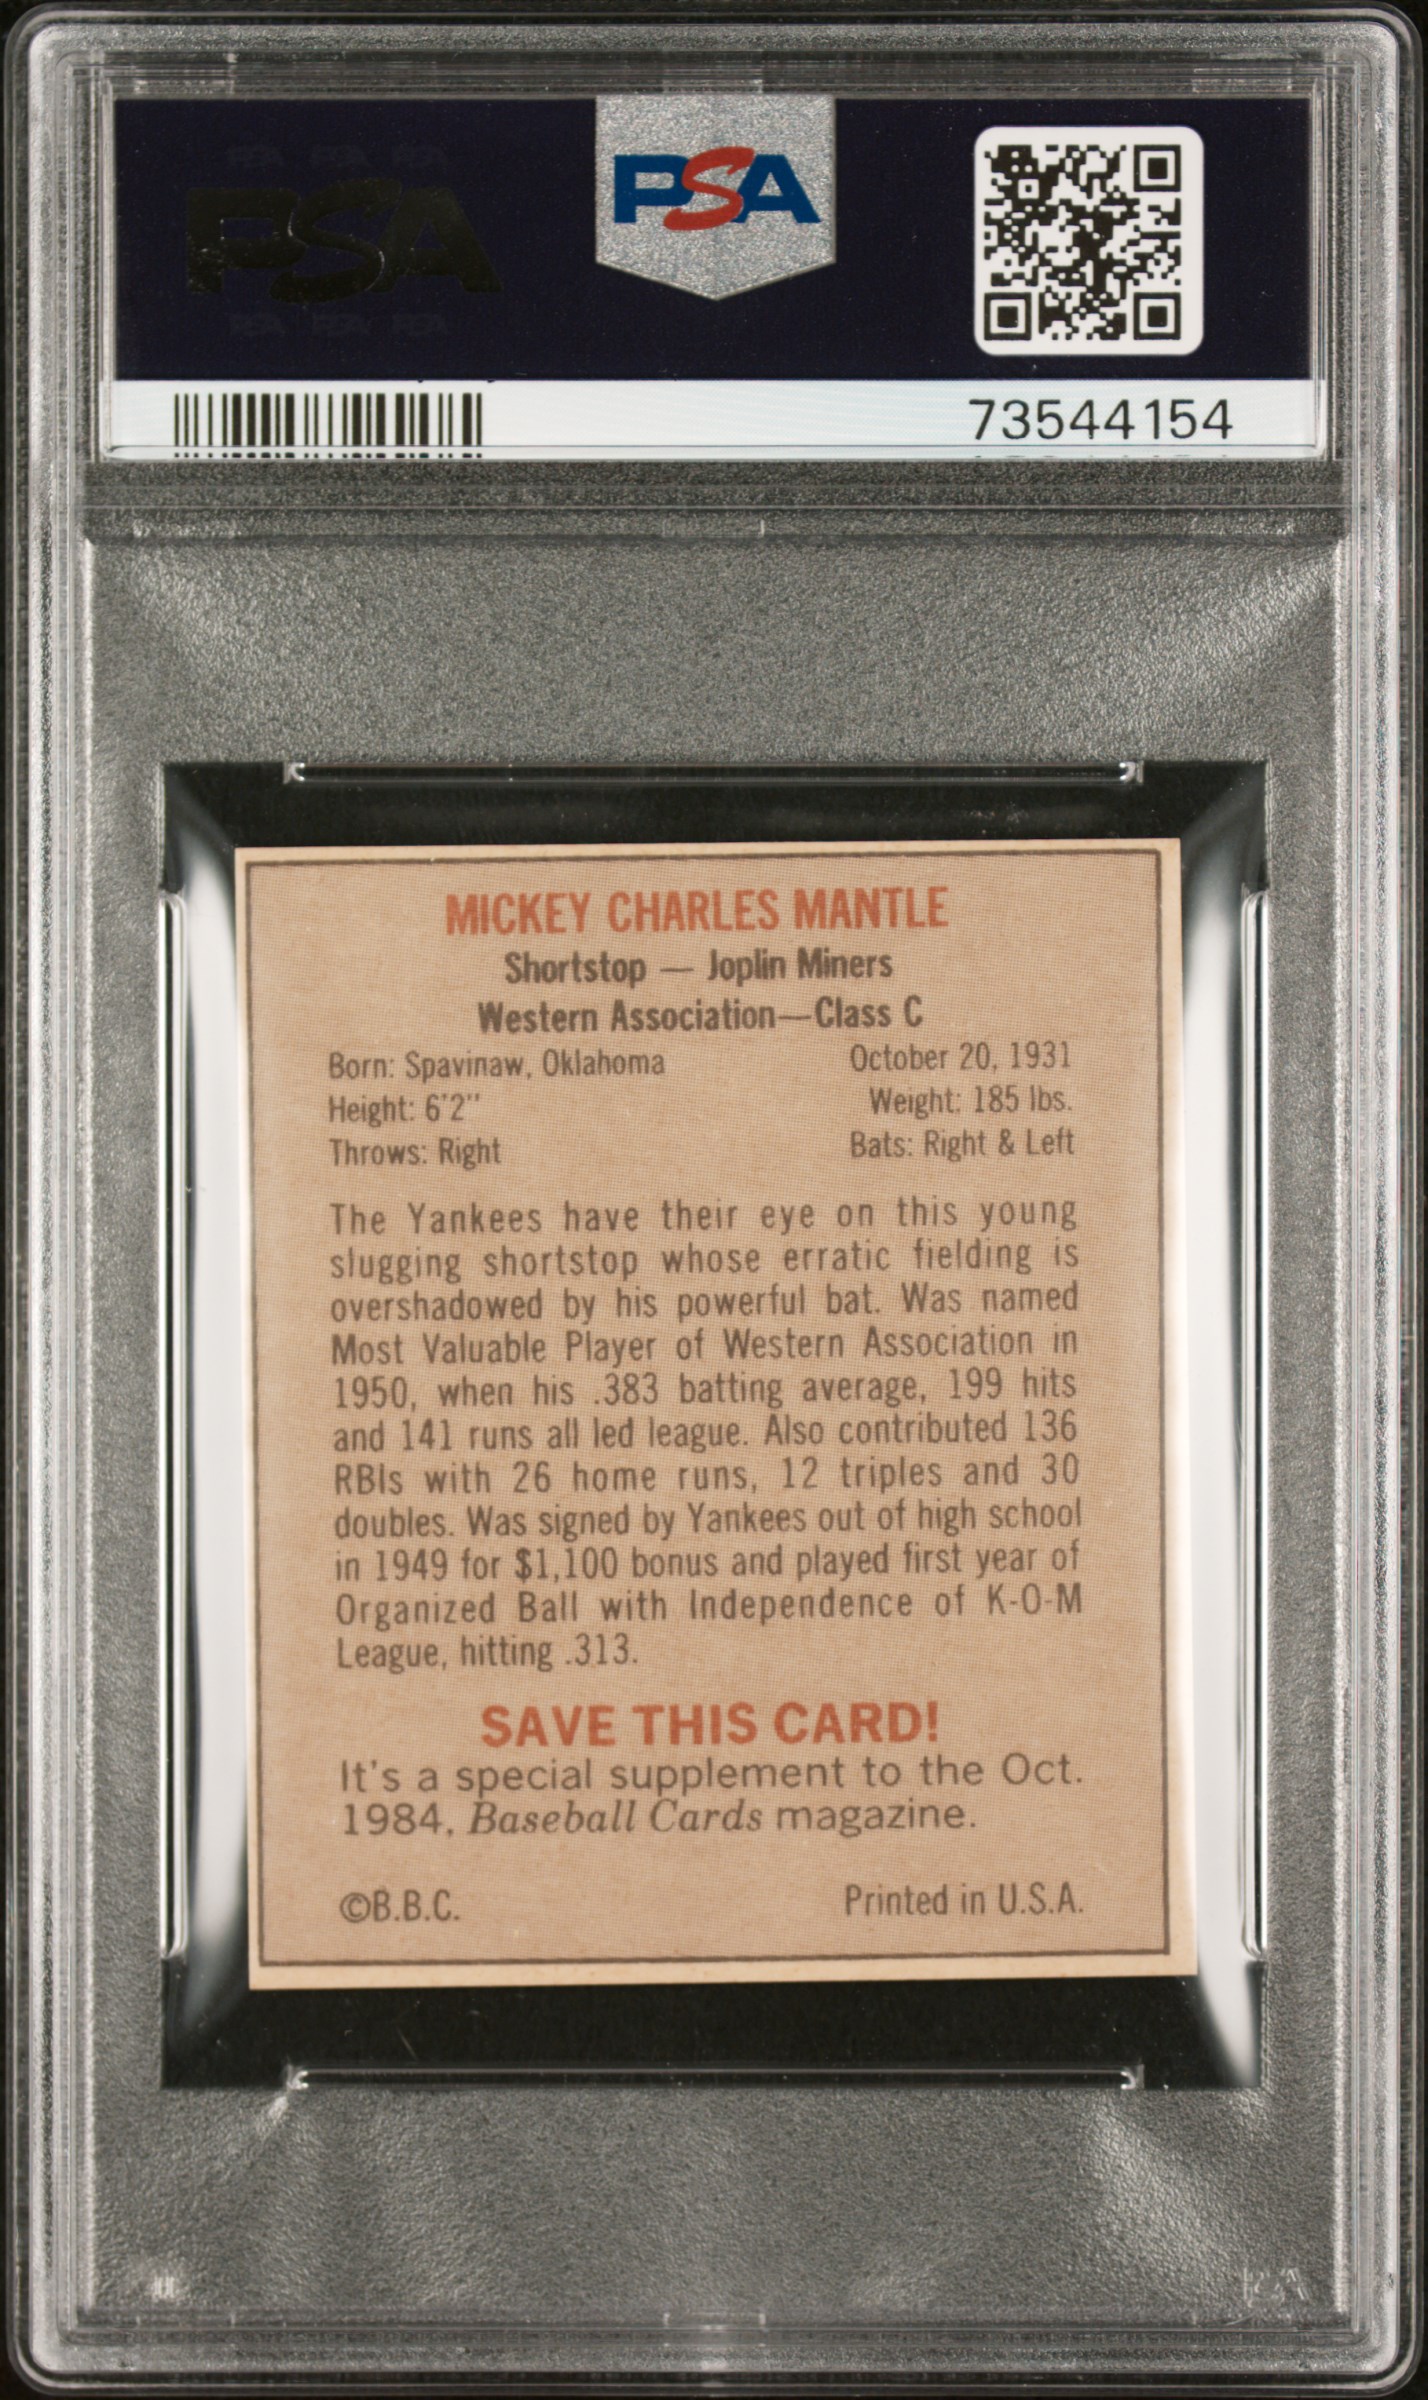 PSA
PSA
73544154
MICKEY CHARLES MANTLE
Shortstop — Joplin Miners
Western Association—Class C
Born: Spavinaw, Oklahoma October 20, 1931
Height: 6'2" Weight: 185 lbs.
Throws: Right Bats: Right & Left
The Yankees have their eye on this young
slugging shortstop whose erratic fielding is
overshadowed by his powerful bat. Was named
Most Valuable Player of Western Association in
1950, when his .383 batting average, 199 hits
and 141 runs all led league. Also contributed 136
RBIs with 26 home runs, 12 triples and 30
doubles. Was signed by Yankees out of high school
in 1949 for $1,100 bonus and played first year of
Organized Ball with Independence of K-O-M
League, hitting .313.
SAVE THIS CARD!
It's a special supplement to the Oct.
1984, Baseball Cards magazine.
©B.B.C. Printed in U.S.A.